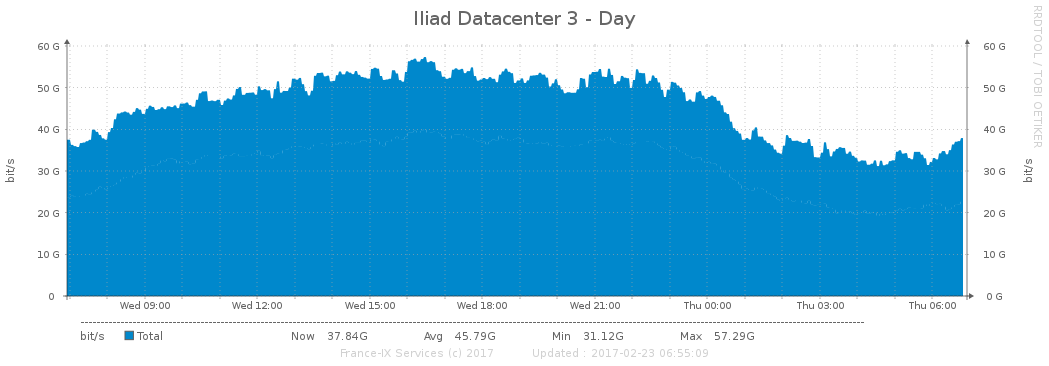 Iliad Datacenter 3 - Day
RRDTOOL / TOBI OETIKER
60 G 60 G
50 G 50 G
40 G 40 G
30 G 30 G
20 G 20 G
10 G 10 G
0 0 G
bit/s bit/s
Wed 09:00 Wed 12:00 Wed 15:00 Wed 18:00 Wed 21:00 Thu 00:00 Thu 03:00 Thu 06:00
bit/s Total Now 37.84G Avg 45.79G Min 31.12G Max 57.29G
France-IX Services (c) 2017 Updated : 2017-02-23 06:55:09